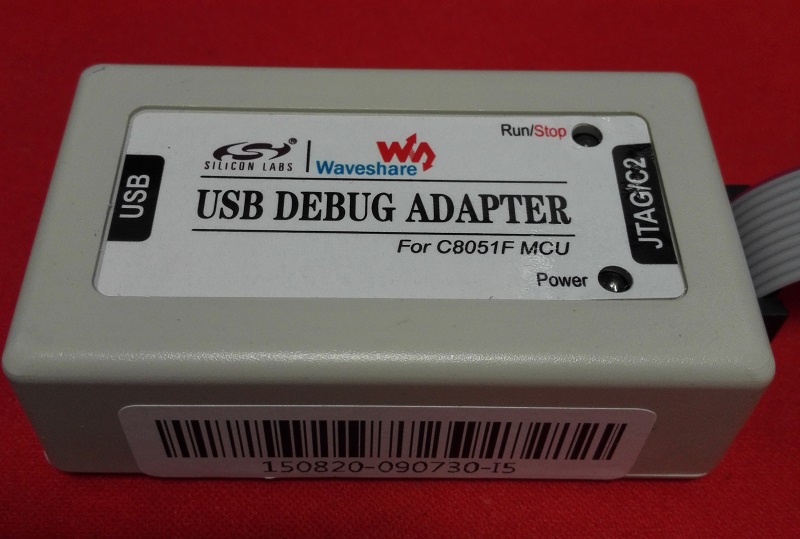 Run/Stop
SILICON LABS
®
Waveshare
USB
USB DEBUG ADAPTER
JTAG/C2
For C8051F MCU
Power
150820-090730-I5